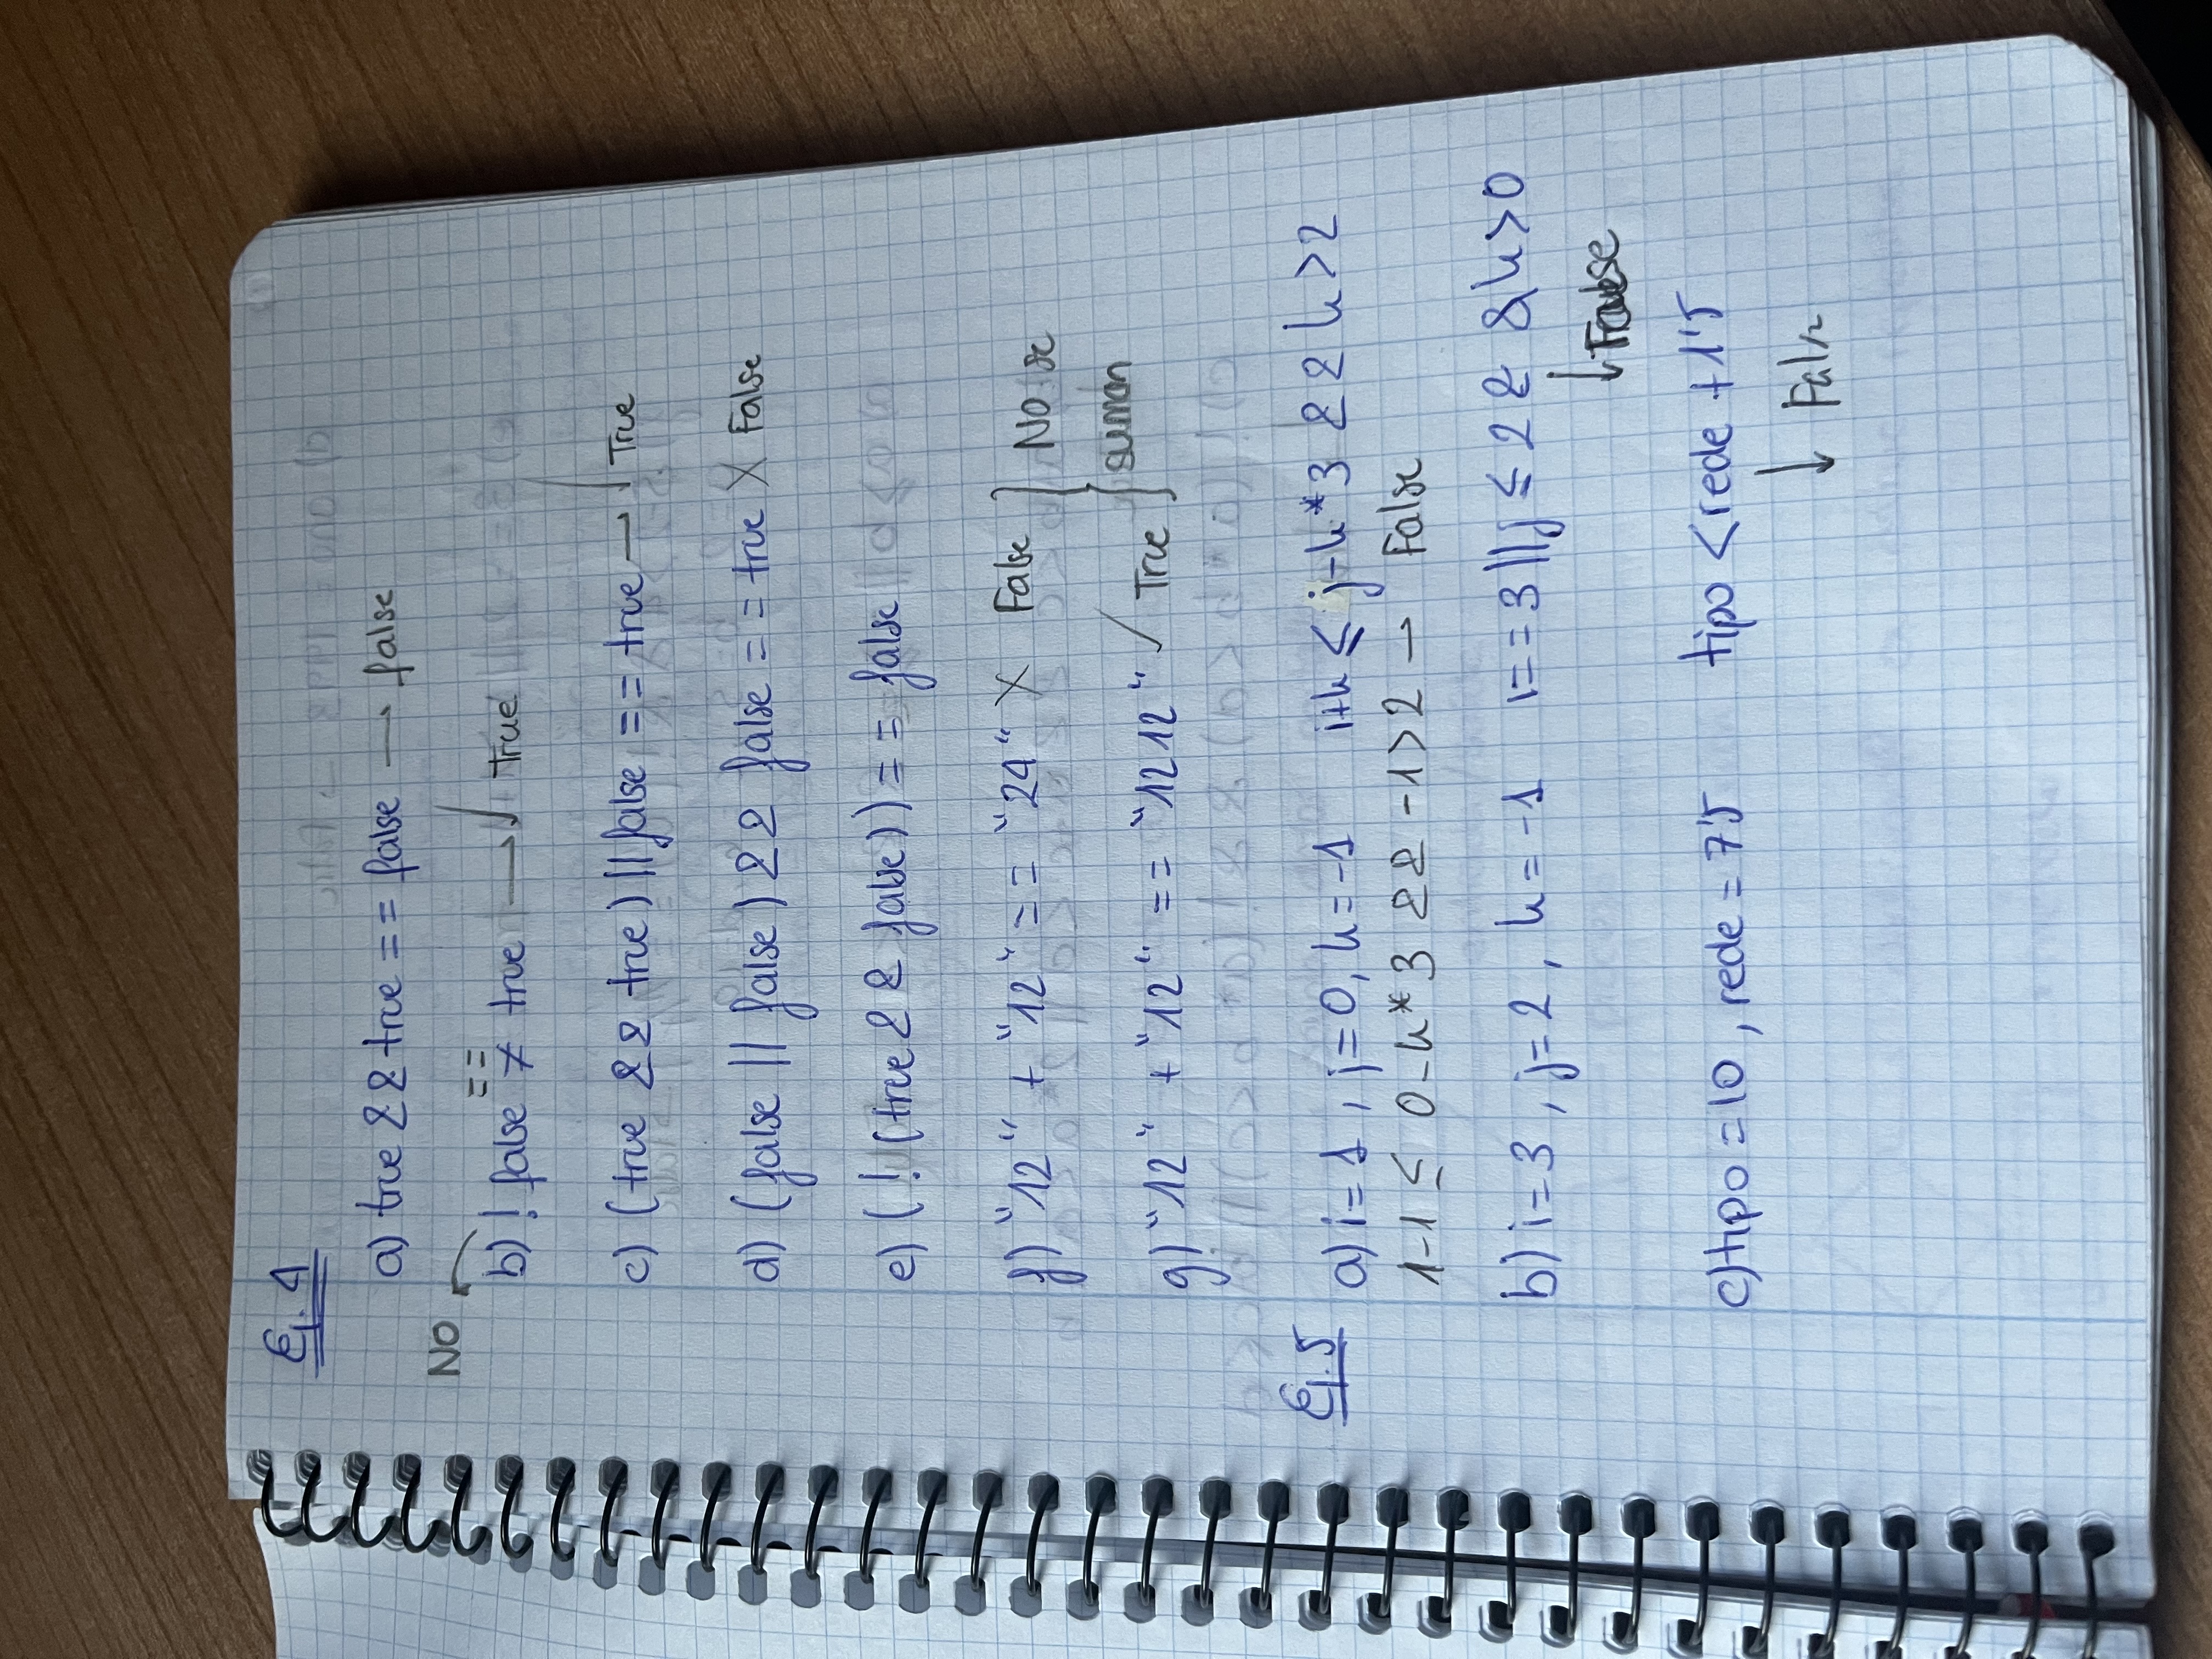 Ej. 4
a) true && true == false → false
NO
==
b) ! false ≠ true → ✓ True
c) (true && true) || false == true → ✓ True
d) (false || false) && false == true X False
e) (! (true && false)) == false
f) "12" + "12" == "24" X False
No se
suman
g) "12" + "12" == "1212" ✓ True
Ej. 5 a) i = 1, j = 0, k = -1 i+k ≤ j-k*3 && k > 2
1-1 ≤ 0-k*3 && -1>2 → False
b) i = 3, j = 2, k = -1 i == 3 || j ≤ 2 & & k > 0
↓
c) tipo = 10, rede = 7'5 tipo < rede + 1'5
↓ False